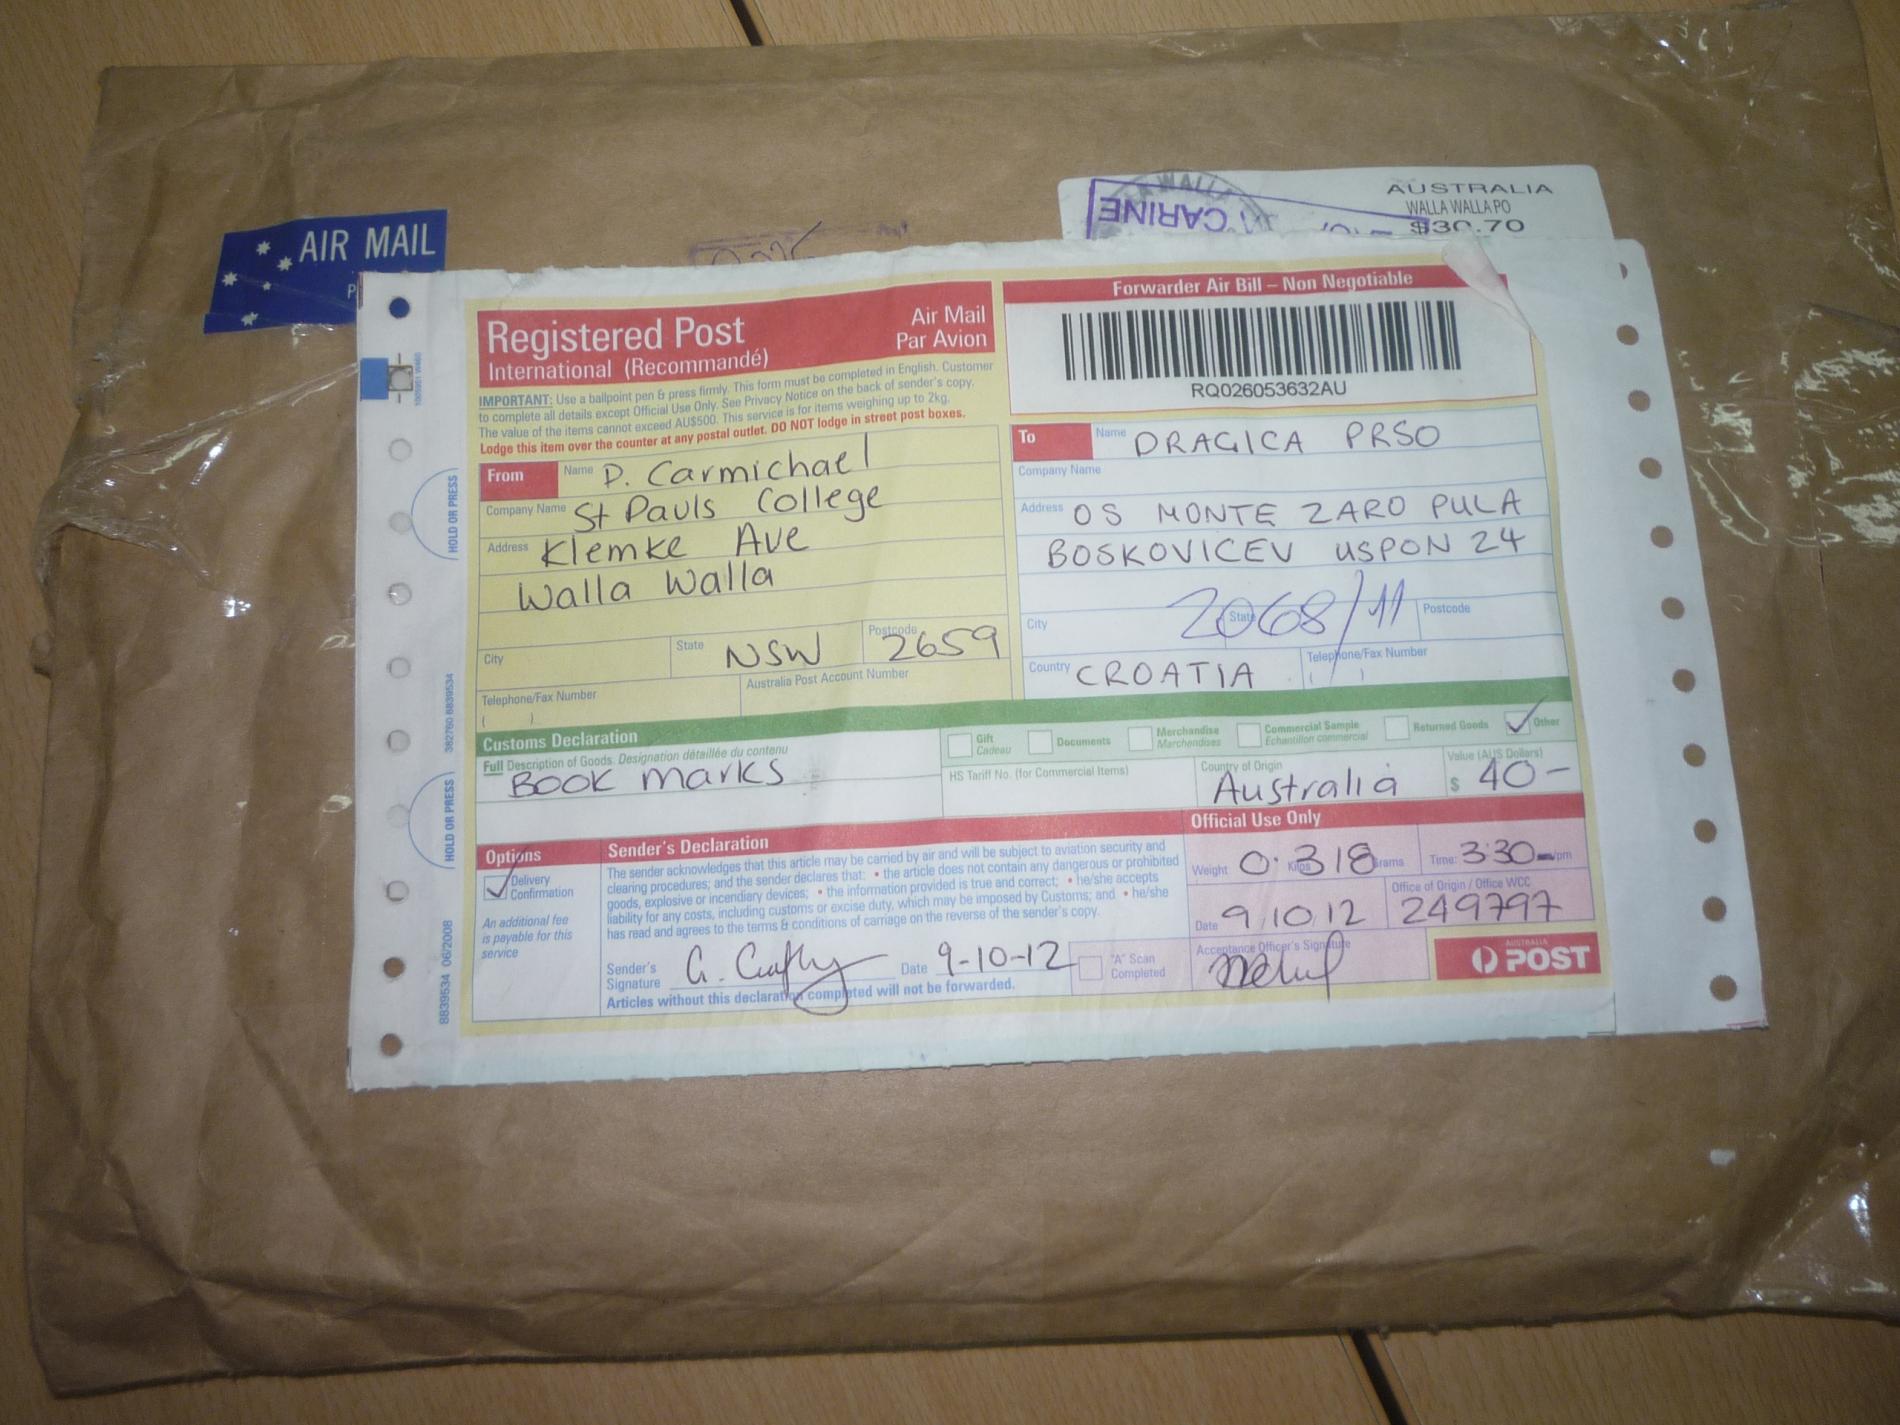 AIR MAIL
AUSTRALIA
WALLA WALLA PO
$30.70
CARINE
Registered Post
International (Recommandé)
Air Mail
Par Avion
IMPORTANT: Use a ballpoint pen & press firmly. This form must be completed in English. Customer
to complete all details except Official Use Only. See Privacy Notice on the back of sender's copy.
The value of the items cannot exceed AU$500. This service is for items weighing up to 2kg.
Lodge this item over the counter at any postal outlet. DO NOT lodge in street post boxes.
Forwarder Air Bill – Non Negotiable
RQ026053632AU
From
Name D. Carmichael
Company Name St Pauls College
Address Klemke Ave
Walla Walla
City
State NSW
Postcode 2659
Telephone/Fax Number
( )
Australia Post Account Number
To
Name DRAGICA PRSO
Company Name
Address OS MONTE ZARO PULA
BOSKOVICEV USPON 24
City
State
2068/11
Postcode
Country CROATIA
Telephone/Fax Number
( )
Customs Declaration
Full Description of Goods. Designation détaillée du contenu
BOOK marks
Gift
Cadeau
Documents
Merchandise
Marchandises
Commercial Sample
Echantillon commercial
Returned Goods
Other
HS Tariff No. (for Commercial Items)
Country of Origin
Australia
Value (AUS Dollars)
$ 40-
Options
Delivery
Confirmation
An additional fee
is payable for this
service
Sender's Declaration
The sender acknowledges that this article may be carried by air and will be subject to aviation security and
clearing procedures; and the sender declares that: • the article does not contain any dangerous or prohibited
goods, explosive or incendiary devices; • the information provided is true and correct; • he/she accepts
liability for any costs, including customs or excise duty, which may be imposed by Customs; and • he/she
has read and agrees to the terms & conditions of carriage on the reverse of the sender's copy.
Sender's
Signature
Date 9-10-12
Articles without this declaration completed will not be forwarded.
"A" Scan
Completed
Official Use Only
Weight 0.318
Kilos
Grams
Time: 3:30 /pm
Date 9/10/12
Office of Origin / Office WCC
249797
Acceptance Officer's Signature
AUSTRALIA
POST
HOLD OR PRESS
HOLD OR PRESS
382760 8839534
8839534 06/2008